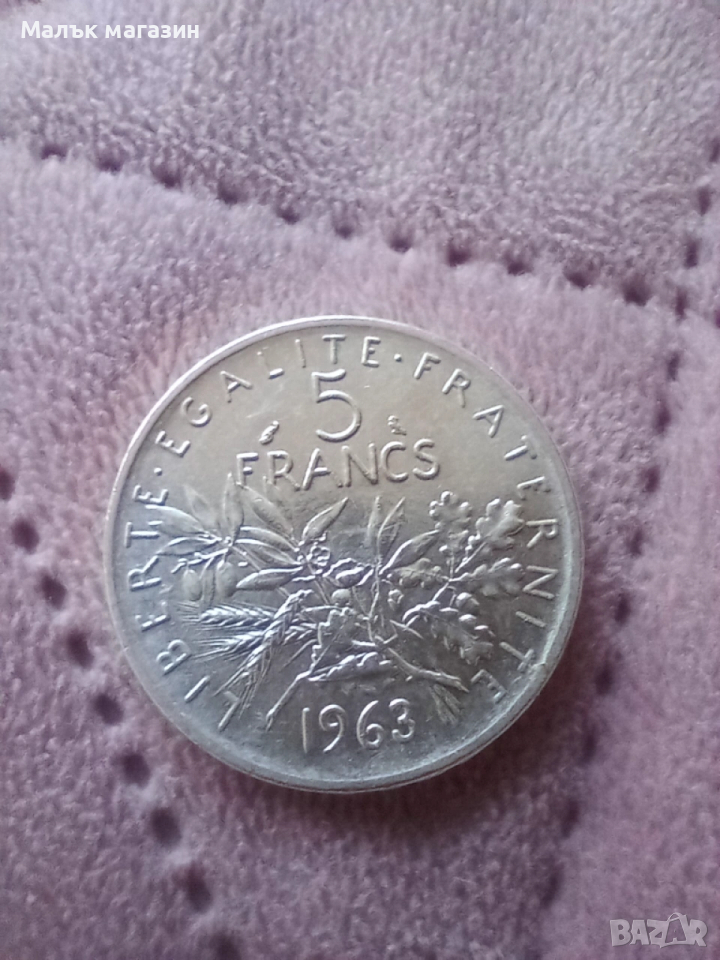 Малък магазин
LIBERTE · EGALITE · FRATERNITE
5
FRANCS
1963
BAZAR